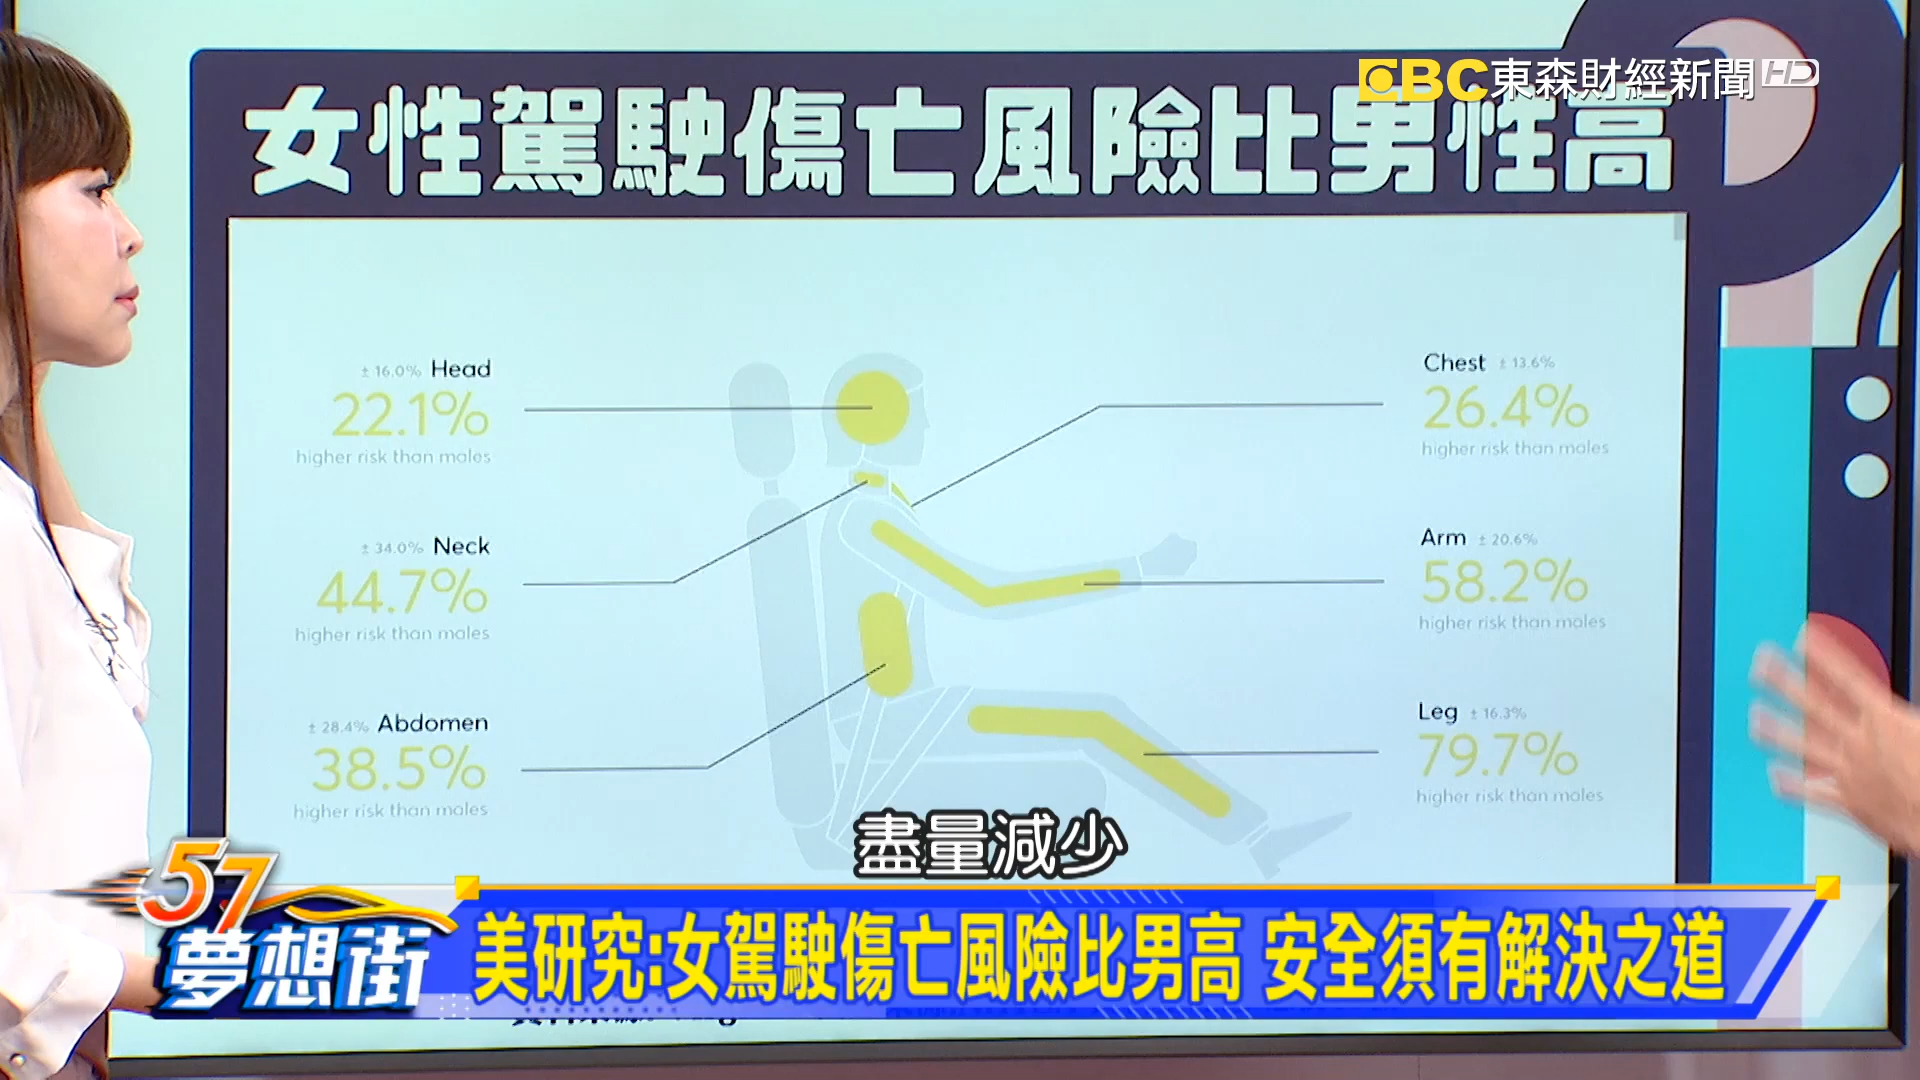 EBC東森財經新聞HD
女性駕駛傷亡風險比男性高
± 16.0% Head
22.1%
higher risk than males
± 34.0% Neck
44.7%
higher risk than males
± 28.4% Abdomen
38.5%
higher risk than males
Chest ± 13.6%
26.4%
higher risk than males
Arm ± 20.6%
58.2%
higher risk than males
Leg ± 16.3%
79.7%
higher risk than males
盡量減少
57夢想街
美研究:女駕駛傷亡風險比男高 安全須有解決之道